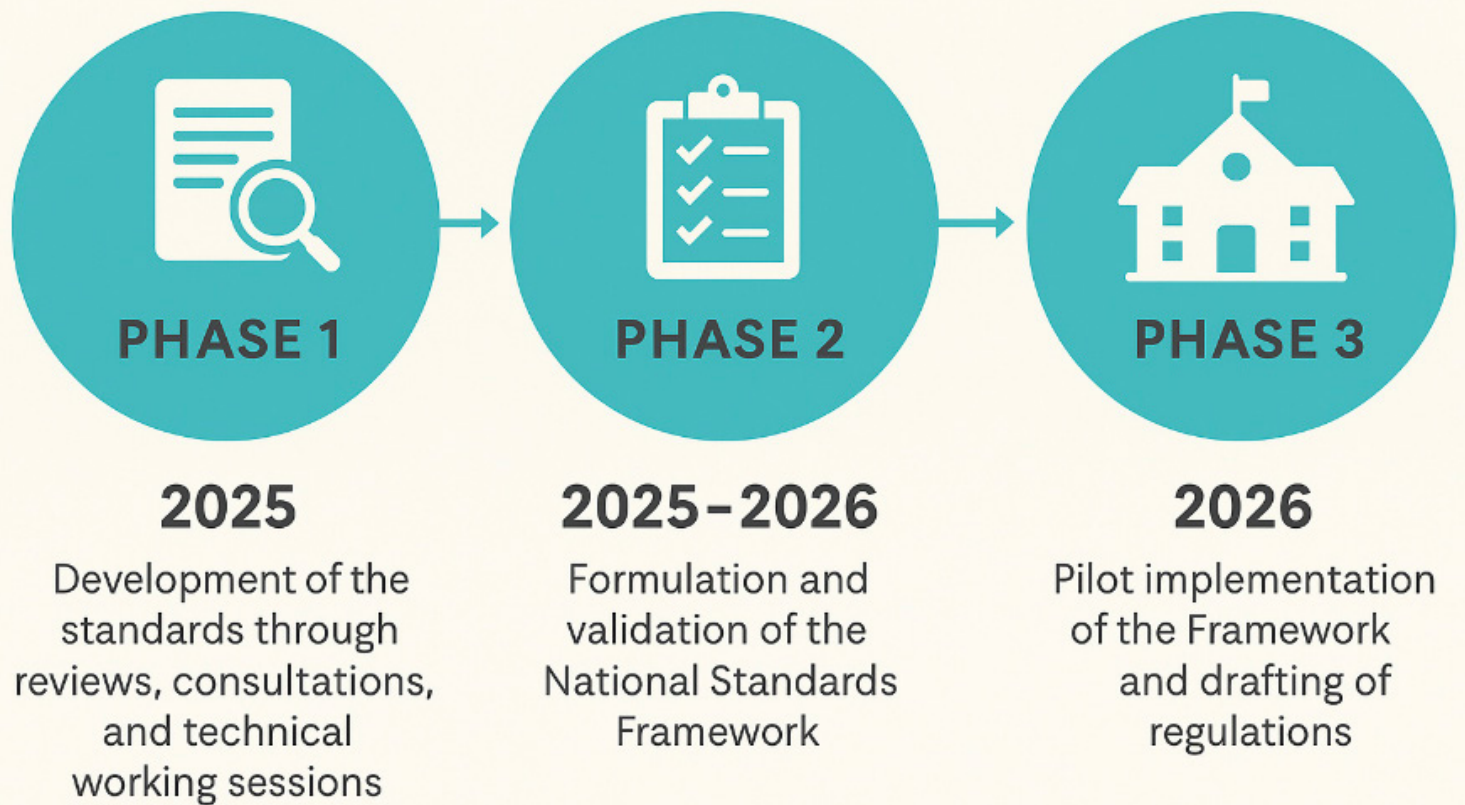 PHASE 1
2025
Development of the
standards through
reviews, consultations,
and technical
working sessions
PHASE 2
2025–2026
Formulation and
validation of the
National Standards
Framework
PHASE 3
2026
Pilot implementation
of the Framework
and drafting of
regulations